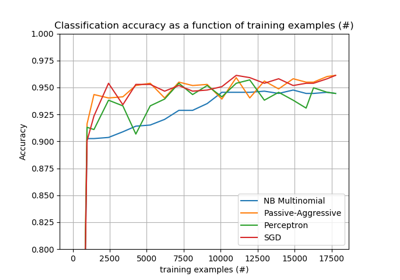 Classification accuracy as a function of training examples (#)
1.000
0.975
0.950
0.925
0.900
0.875
0.850
0.825
0.800
Accuracy
NB Multinomial
Passive-Aggressive
Perceptron
SGD
0 2500 5000 7500 10000 12500 15000 17500
training examples (#)